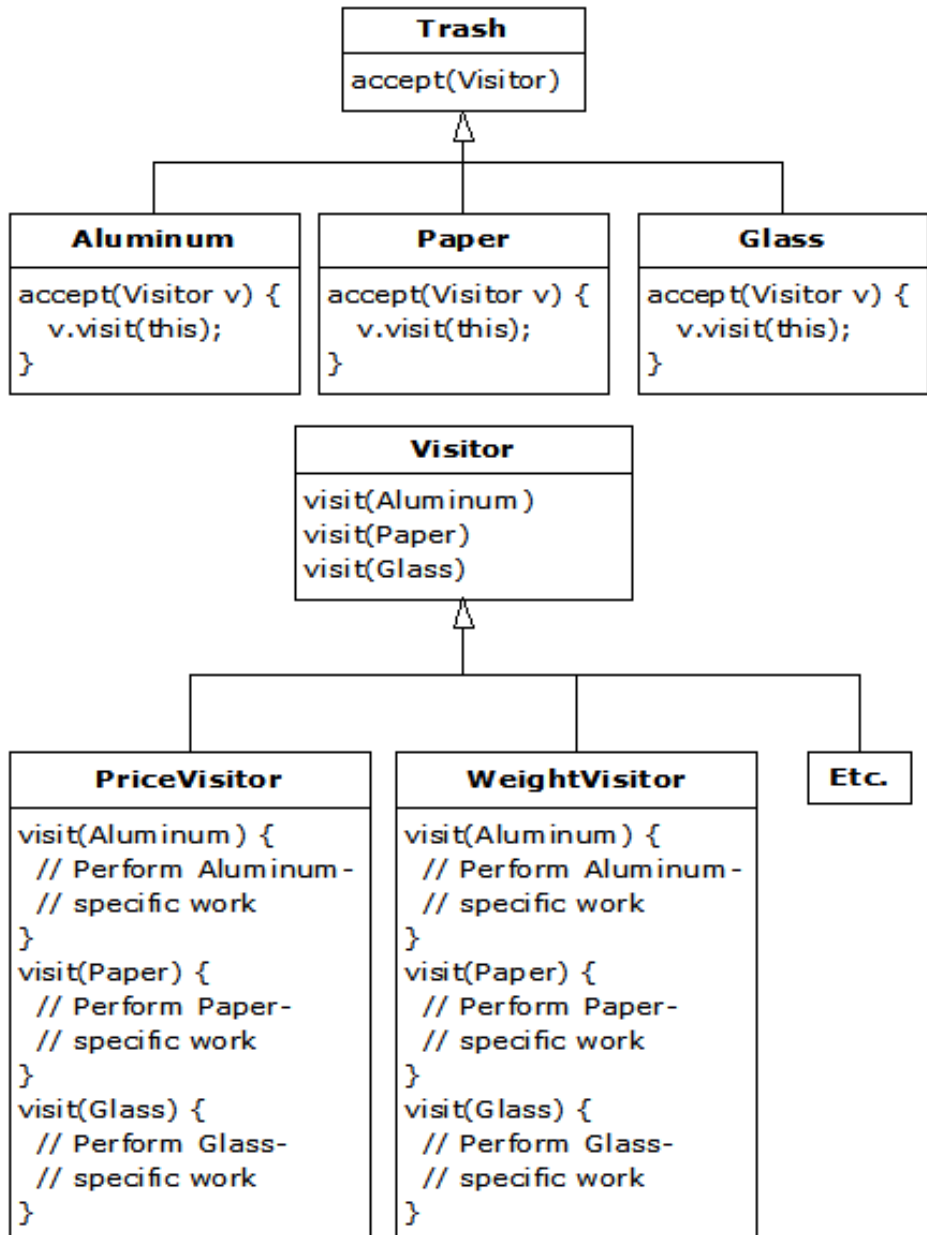 Trash
accept(Visitor)
Aluminum
accept(Visitor v) {
v.visit(this);
}
Paper
accept(Visitor v) {
v.visit(this);
}
Glass
accept(Visitor v) {
v.visit(this);
}
Visitor
visit(Aluminum)
visit(Paper)
visit(Glass)
PriceVisitor
visit(Aluminum) {
// Perform Aluminum-
// specific work
}
visit(Paper) {
// Perform Paper-
// specific work
}
visit(Glass) {
// Perform Glass-
// specific work
}
WeightVisitor
visit(Aluminum) {
// Perform Aluminum-
// specific work
}
visit(Paper) {
// Perform Paper-
// specific work
}
visit(Glass) {
// Perform Glass-
// specific work
}
Etc.